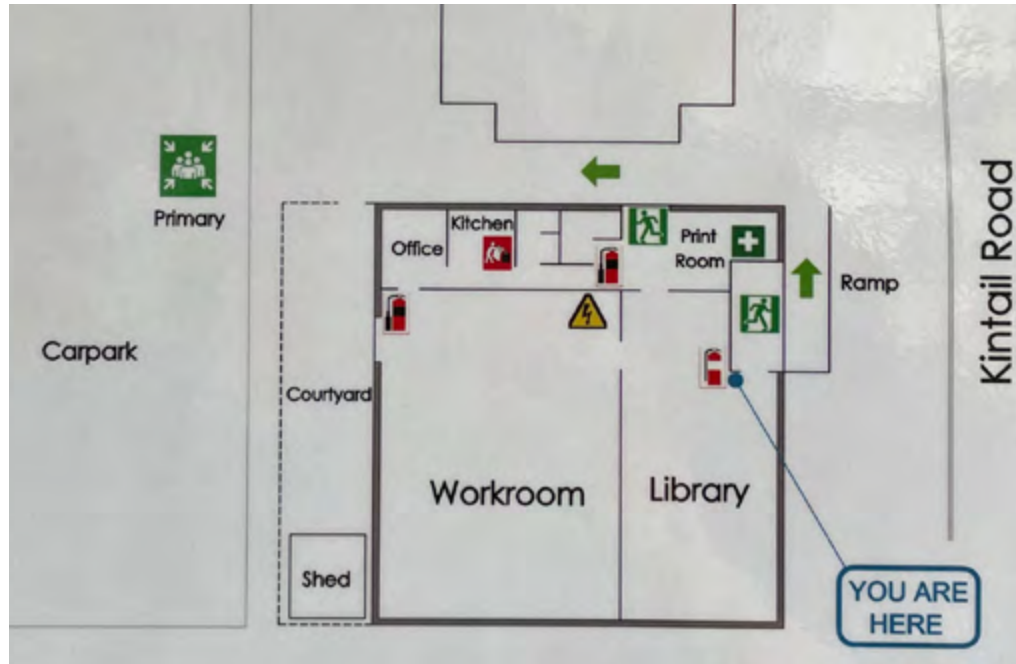 Primary
Carpark
Courtyard
Shed
Office
Kitchen
Print
Room
Ramp
Kintail Road
Workroom
Library
YOU ARE
HERE